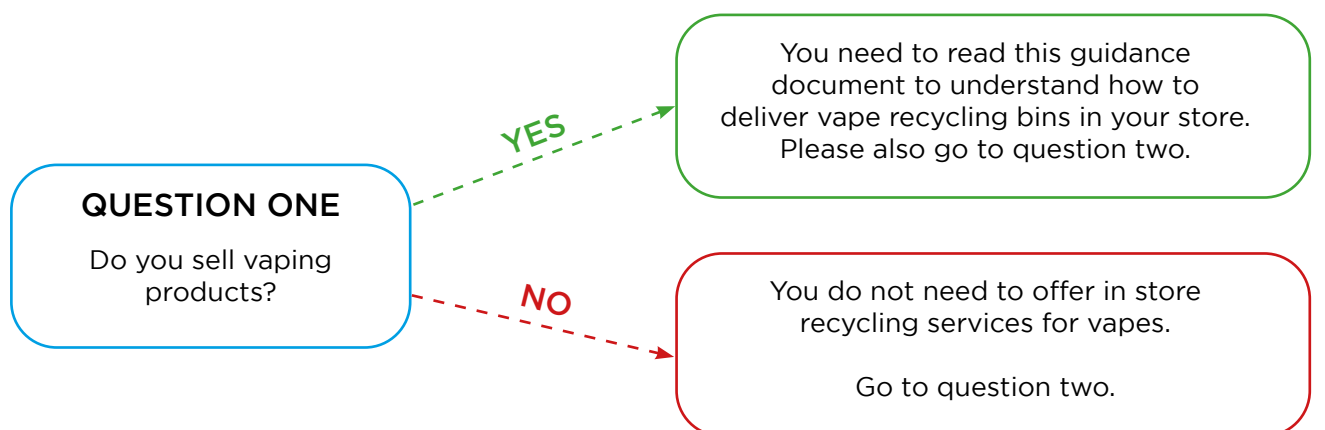 QUESTION ONE
Do you sell vaping
products?
YES
You need to read this guidance
document to understand how to
deliver vape recycling bins in your store.
Please also go to question two.
NO
You do not need to offer in store
recycling services for vapes.
Go to question two.